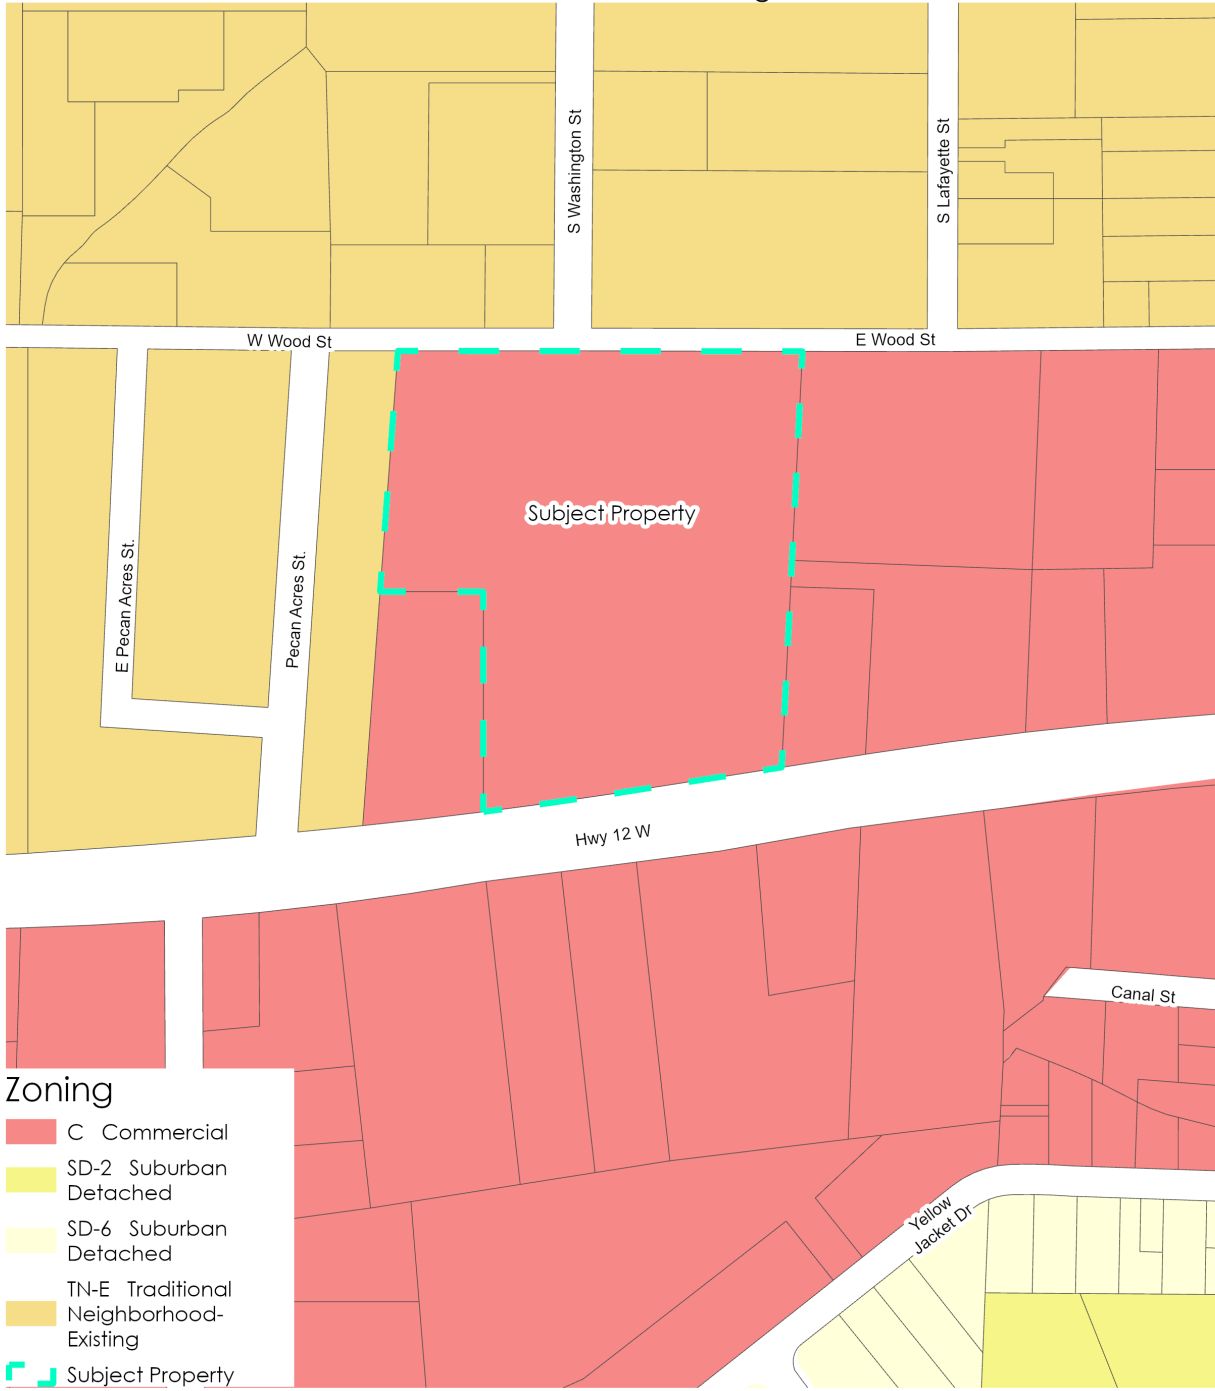 S Washington St
S Lafayette St
W Wood St
E Wood St
Subject Property
E Pecan Acres St.
Pecan Acres St.
Hwy 12 W
Canal St
Yellow
Jacket Dr
Zoning
C Commercial
SD-2 Suburban
Detached
SD-6 Suburban
Detached
TN-E Traditional
Neighborhood-
Existing
Subject Property